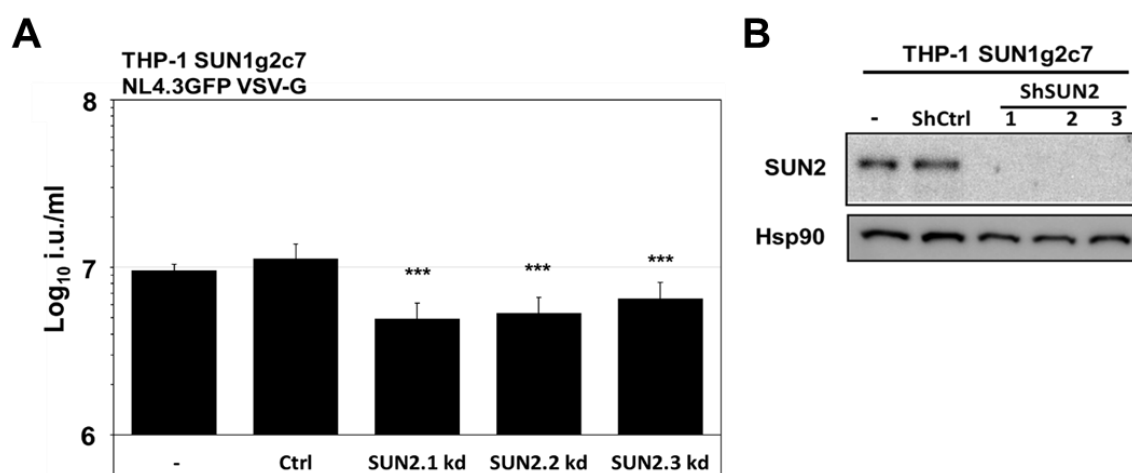 A
THP-1 SUN1g2c7
NL4.3GFP VSV-G
8
7
6
Log10 i.u./ml
***
***
***
-
Ctrl
SUN2.1 kd
SUN2.2 kd
SUN2.3 kd
B
THP-1 SUN1g2c7
ShSUN2
- ShCtrl 1 2 3
SUN2
Hsp90